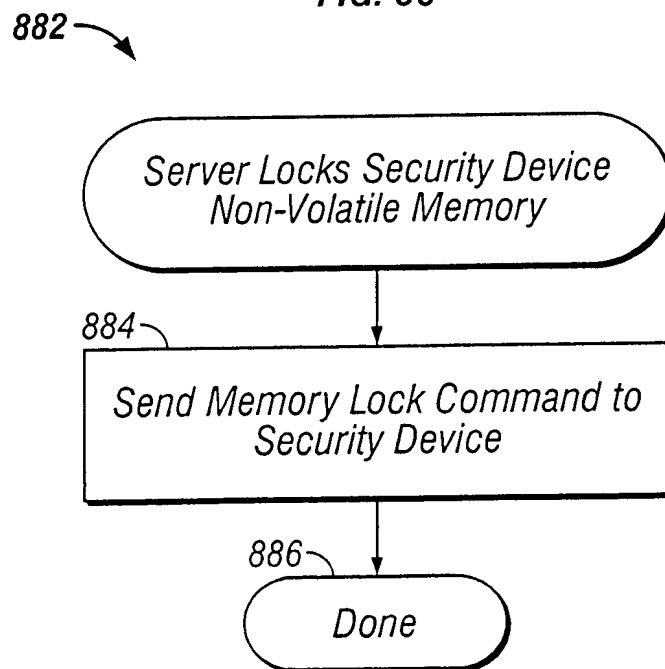 882
Server Locks Security Device
Non-Volatile Memory
884
Send Memory Lock Command to
Security Device
886
Done